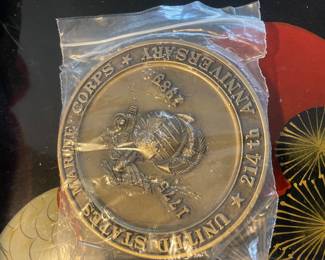 UNITED STATES MARINE CORPS ★
214th ANNIVERSARY ★
1775
1989